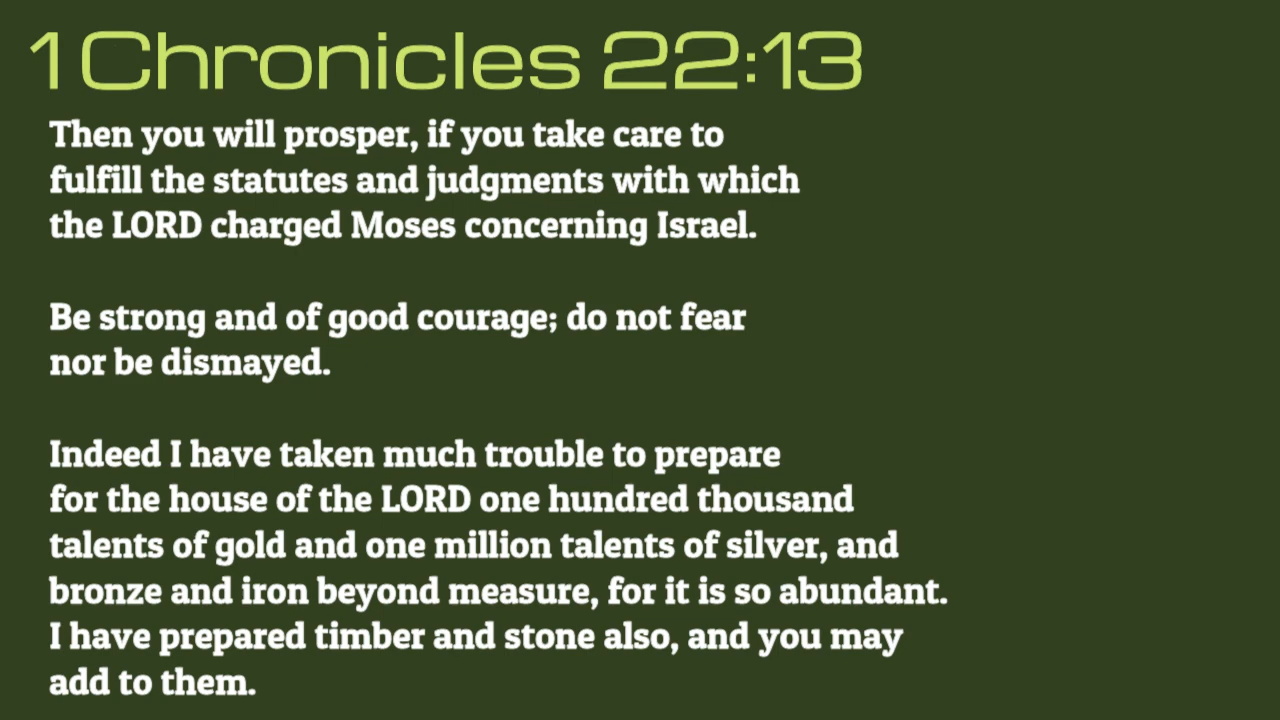 1 Chronicles 22:13
Then you will prosper, if you take care to
fulfill the statutes and judgments with which
the LORD charged Moses concerning Israel.
Be strong and of good courage; do not fear
nor be dismayed.
Indeed I have taken much trouble to prepare
for the house of the LORD one hundred thousand
talents of gold and one million talents of silver, and
bronze and iron beyond measure, for it is so abundant.
I have prepared timber and stone also, and you may
add to them.